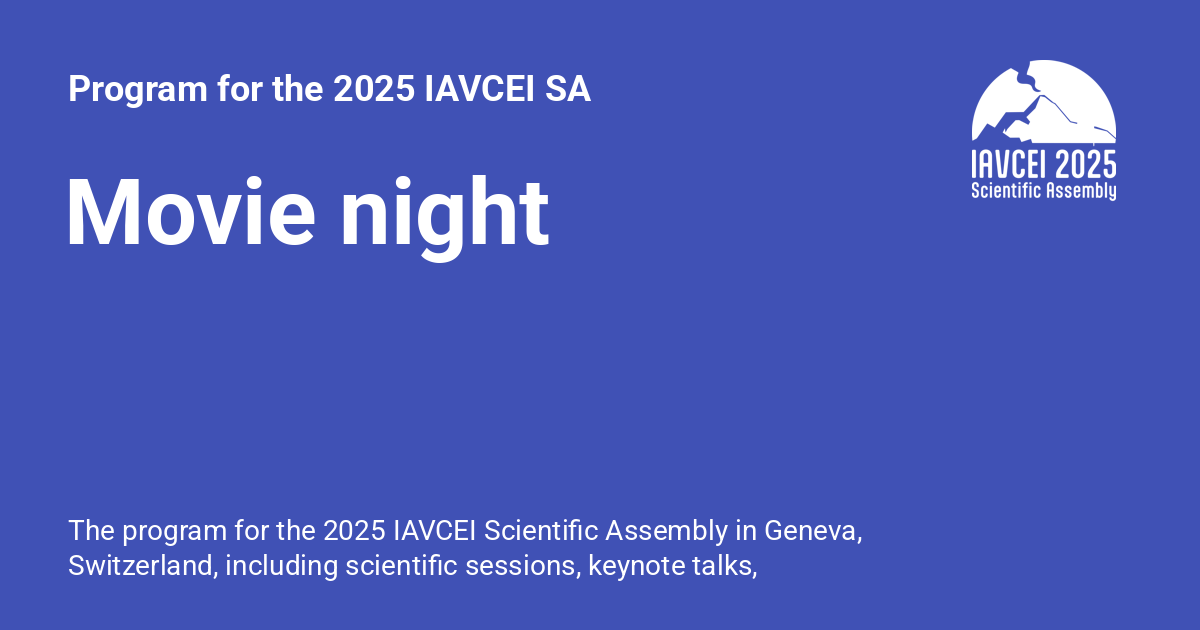 Program for the 2025 IAVCEI SA
IAVCEI 2025
Scientific Assembly
Movie night
The program for the 2025 IAVCEI Scientific Assembly in Geneva,
Switzerland, including scientific sessions, keynote talks,